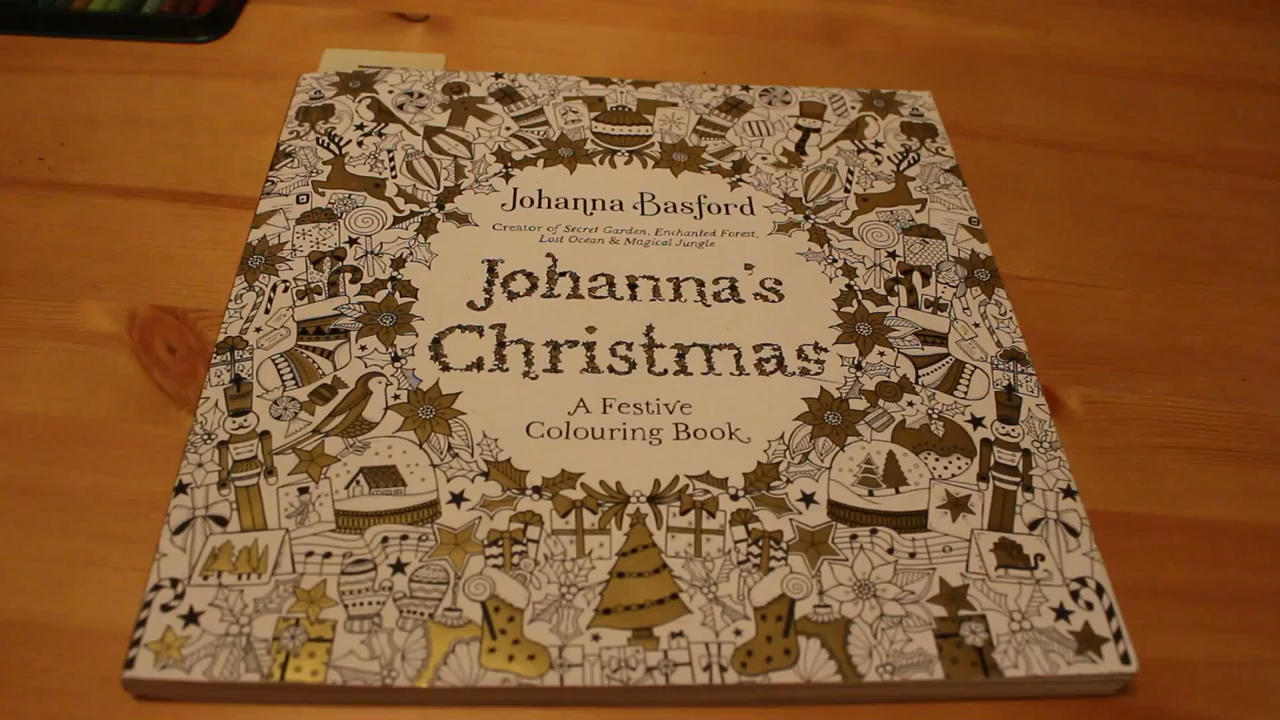 Johanna Basford
Creator of Secret Garden, Enchanted Forest,
Lost Ocean & Magical Jungle
Johanna's
Christmas
A Festive
Colouring Book